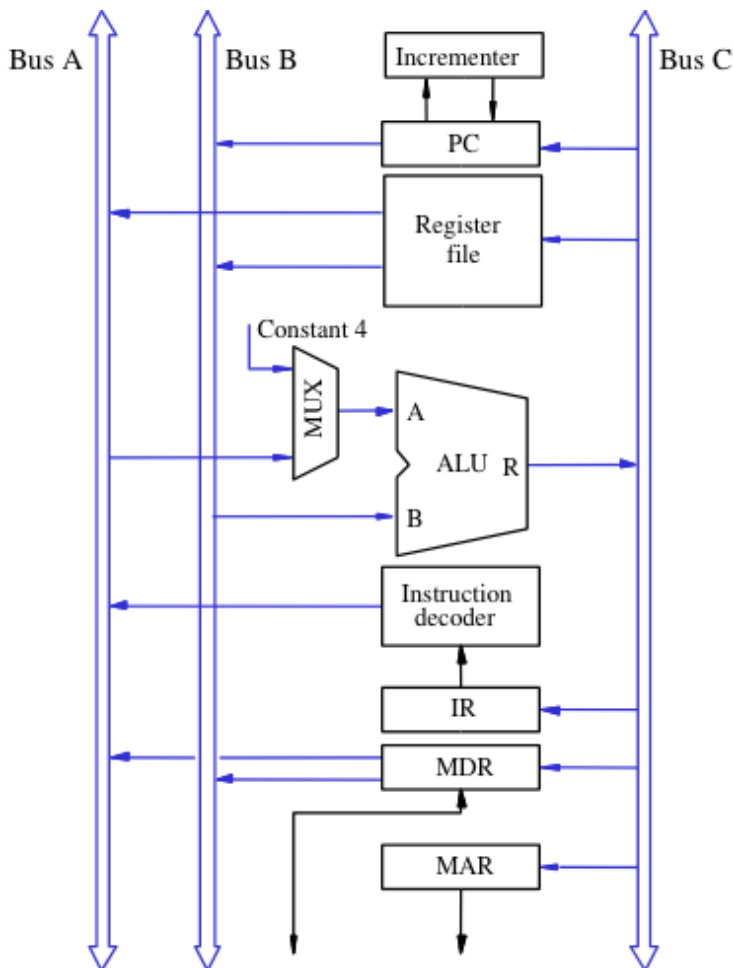 Bus A
Bus B
Incrementer
Bus C
PC
Register
file
Constant 4
MUX
A
ALU
R
B
Instruction
decoder
IR
MDR
MAR